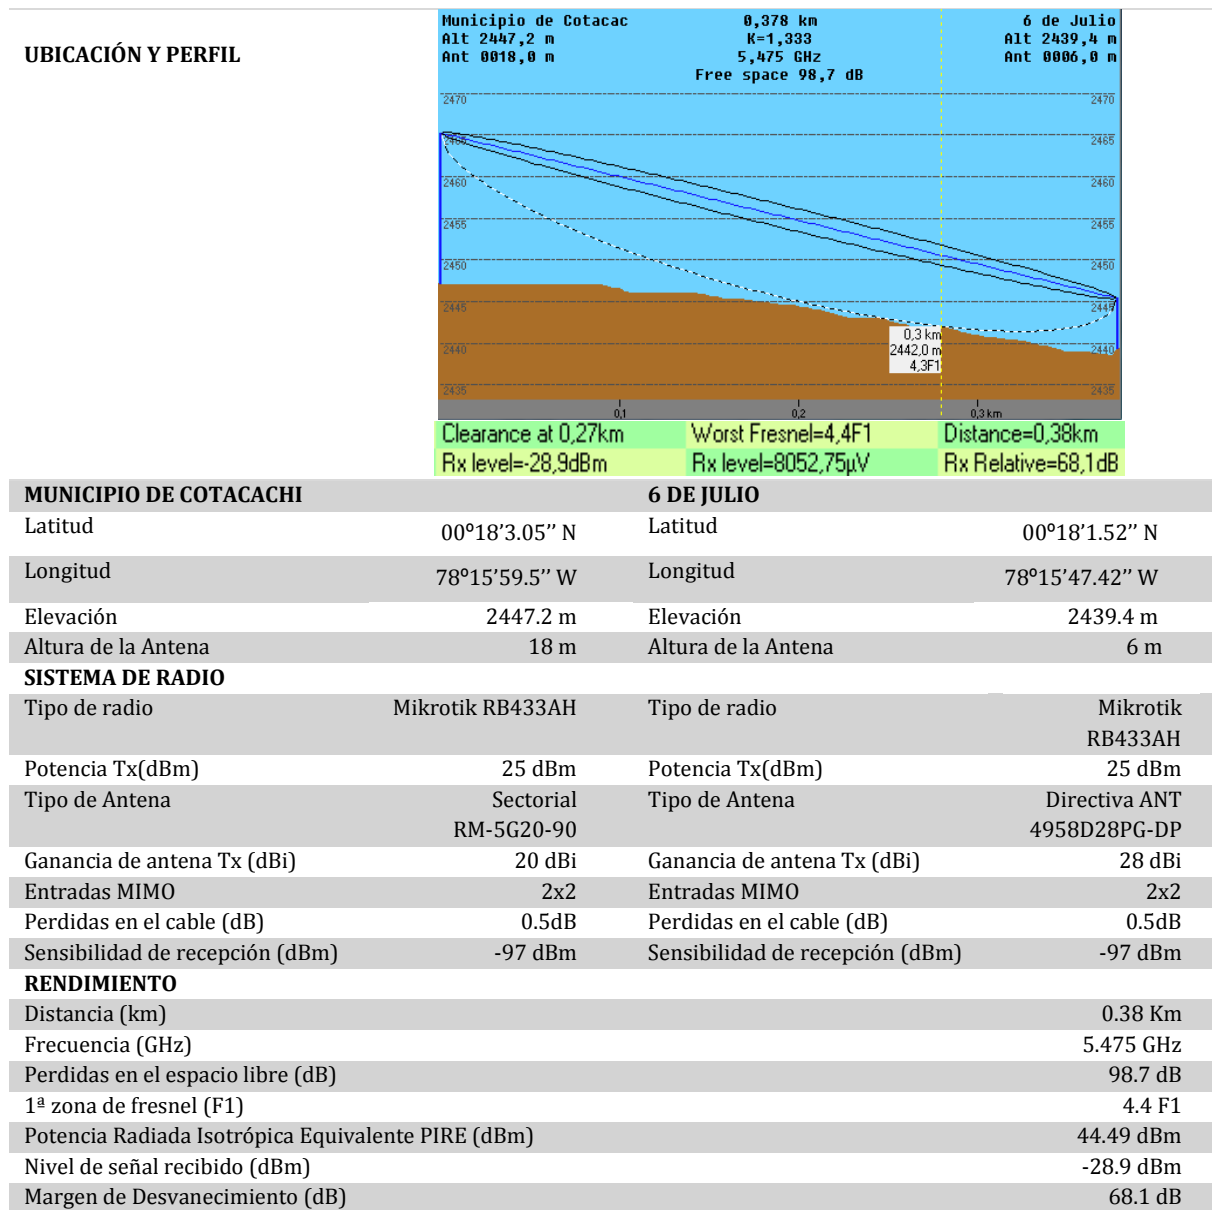 UBICACIÓN Y PERFIL
Municipio de Cotacac 0,378 km 6 de Julio
Alt 2447,2 m K=1,333 Alt 2439,4 m
Ant 0018,0 m 5,475 GHz Ant 0006,0 m
Free space 98,7 dB
2470 2470
2465 2465
2460 2460
2455 2455
2450 2450
2445 2445
0,3 km
2442,0 m
2440 2440
4,3F1
2435 2435
0,1 0,2 0,3 km
Clearance at 0,27km Worst Fresnel=4,4F1 Distance=0,38km
Rx level=-28,9dBm Rx level=8052,75µV Rx Relative=68,1dB
MUNICIPIO DE COTACACHI 6 DE JULIO
Latitud 00º18’3.05’’ N Latitud 00º18’1.52’’ N
Longitud 78º15’59.5’’ W Longitud 78º15’47.42’’ W
Elevación 2447.2 m Elevación 2439.4 m
Altura de la Antena 18 m Altura de la Antena 6 m
SISTEMA DE RADIO
Tipo de radio Mikrotik RB433AH Tipo de radio Mikrotik
RB433AH
Potencia Tx(dBm) 25 dBm Potencia Tx(dBm) 25 dBm
Tipo de Antena Sectorial Tipo de Antena Directiva ANT
RM-5G20-90 4958D28PG-DP
Ganancia de antena Tx (dBi) 20 dBi Ganancia de antena Tx (dBi) 28 dBi
Entradas MIMO 2x2 Entradas MIMO 2x2
Perdidas en el cable (dB) 0.5dB Perdidas en el cable (dB) 0.5dB
Sensibilidad de recepción (dBm) -97 dBm Sensibilidad de recepción (dBm) -97 dBm
RENDIMIENTO
Distancia (km) 0.38 Km
Frecuencia (GHz) 5.475 GHz
Perdidas en el espacio libre (dB) 98.7 dB
1ª zona de fresnel (F1) 4.4 F1
Potencia Radiada Isotrópica Equivalente PIRE (dBm) 44.49 dBm
Nivel de señal recibido (dBm) -28.9 dBm
Margen de Desvanecimiento (dB) 68.1 dB